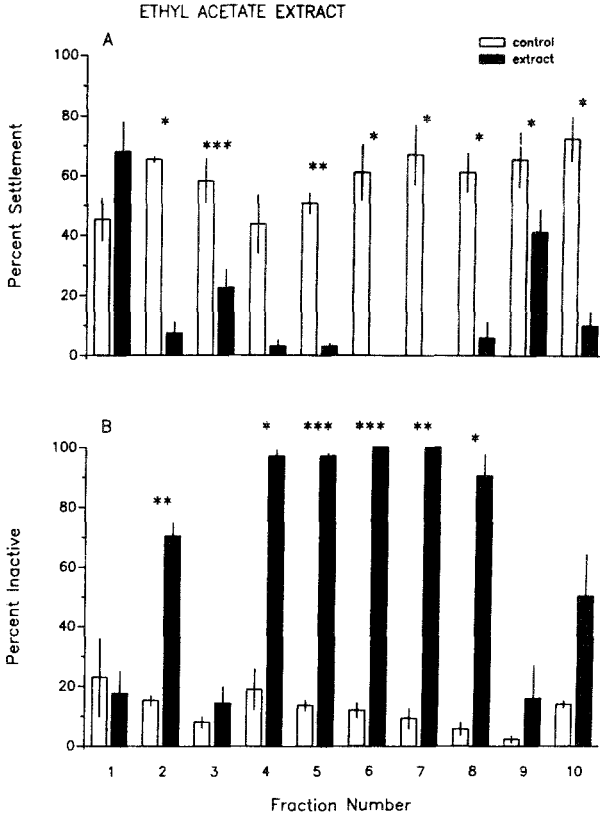 ETHYL ACETATE EXTRACT
A
control
extract
100
80
60
40
20
0
Percent Settlement
*
***
**
*
*
*
*
*
B
100
80
60
40
20
0
Percent Inactive
**
*
***
***
**
*
1 2 3 4 5 6 7 8 9 10
Fraction Number